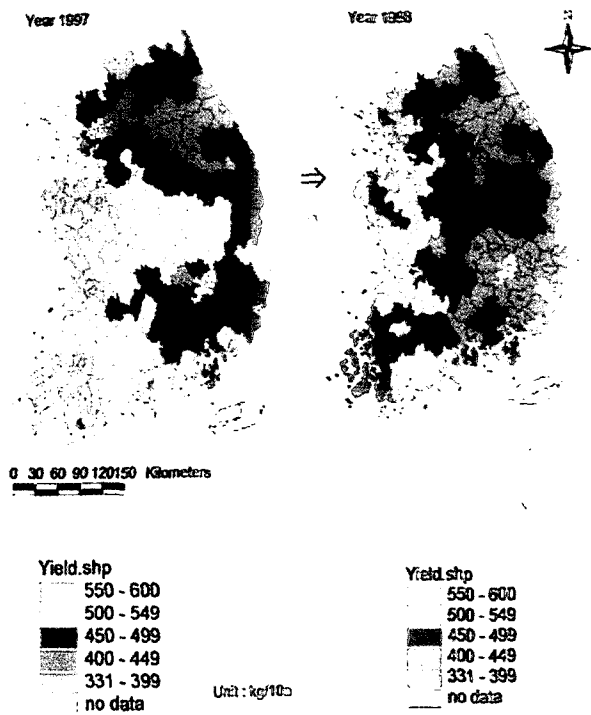 Year 1997
Year 1998
0 30 60 90 120150 Kilometers
Yield.shp
550 - 600
500 - 549
450 - 499
400 - 449
331 - 399
no data
Unit : kg/10a
Yield.shp
550 - 600
500 - 549
450 - 499
400 - 449
331 - 399
no data